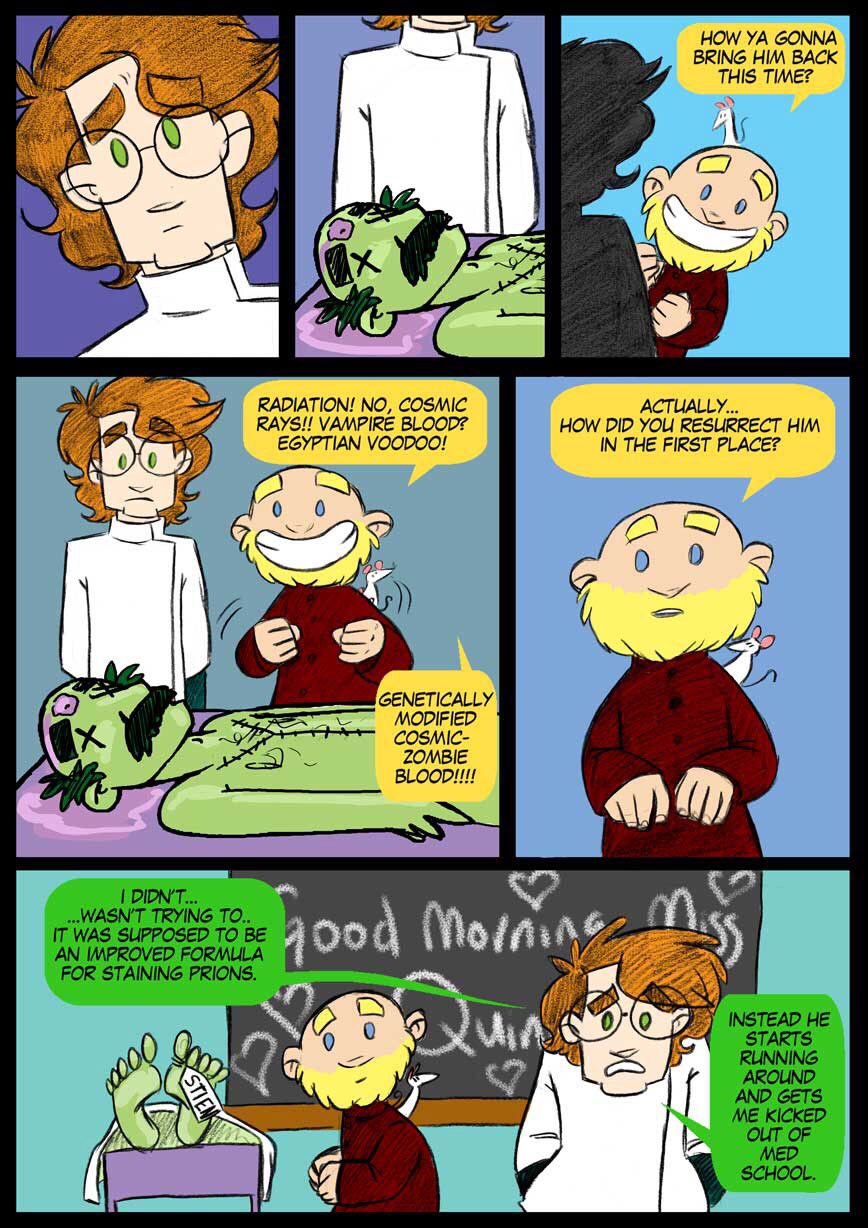 HOW YA GONNA
BRING HIM BACK
THIS TIME?
RADIATION! NO, COSMIC
RAYS!! VAMPIRE BLOOD?
EGYPTIAN VOODOO!
GENETICALLY
MODIFIED
COSMIC-
ZOMBIE
BLOOD!!!!
ACTUALLY...
HOW DID YOU RESURRECT HIM
IN THE FIRST PLACE?
I DIDN'T...
...WASN'T TRYING TO..
IT WAS SUPPOSED TO BE
AN IMPROVED FORMULA
FOR STAINING PRIONS.
Good Morning Miss
Quin
STIEN
INSTEAD HE
STARTS
RUNNING
AROUND
AND GETS
ME KICKED
OUT OF
MED
SCHOOL.